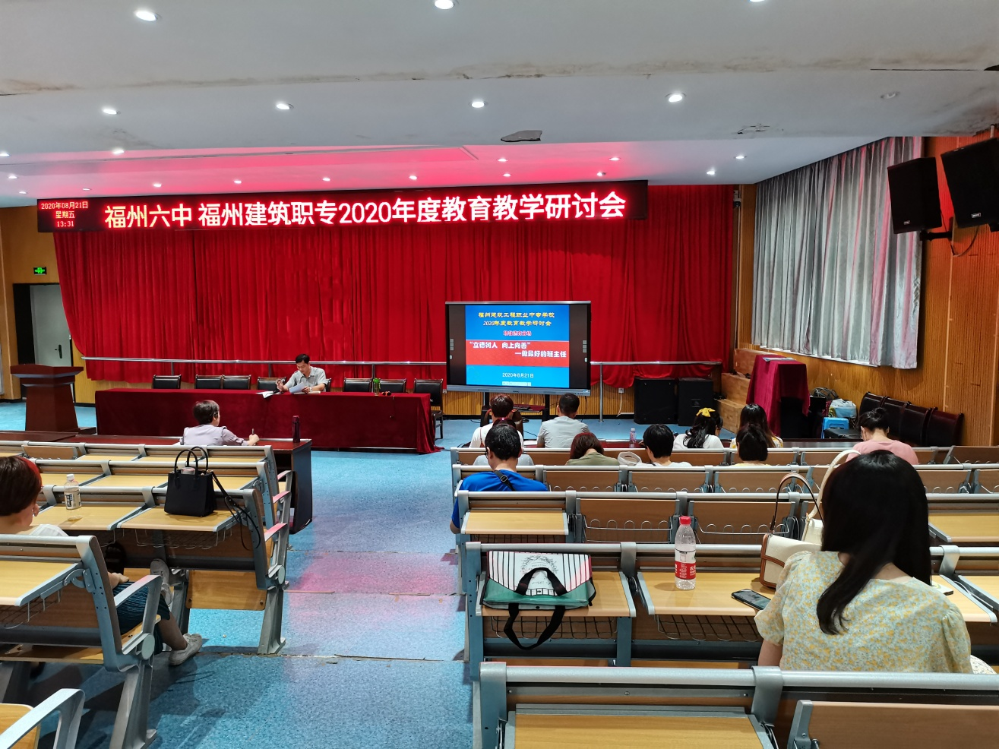 2020年08月21日
星期五
13:31
福州六中 福州建筑职专2020年度教育教学研讨会
福州建筑工程职业中专学校
2020年度教育教学研讨会
“立德树人 向上向善”
—做最好的班主任
2020年8月21日